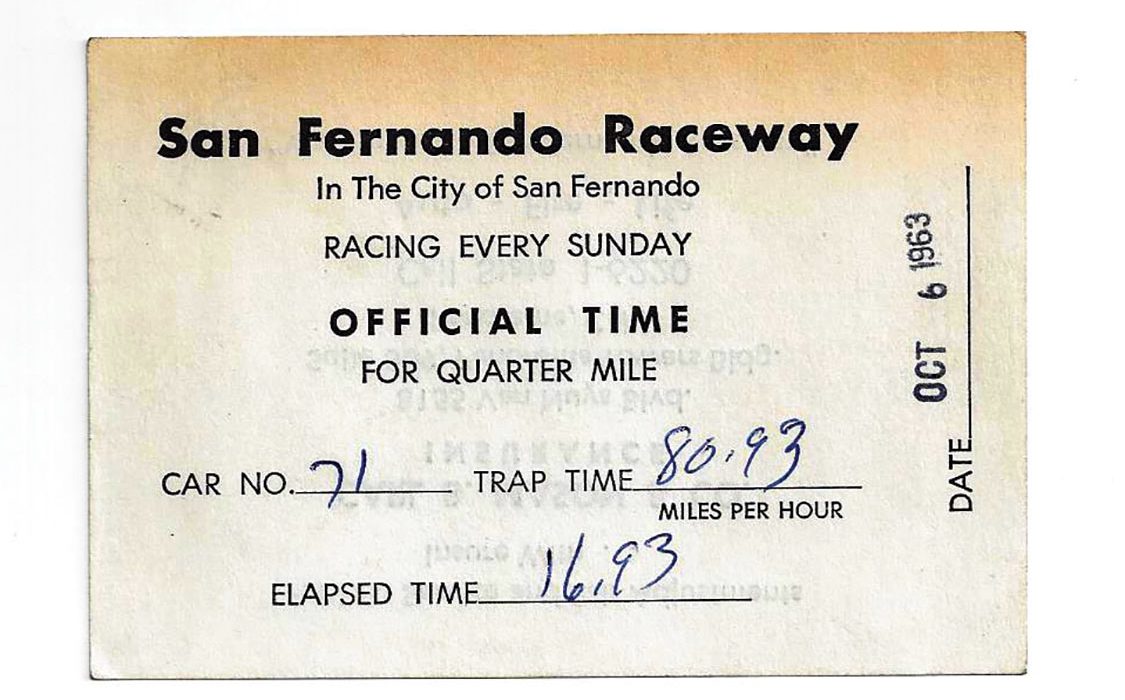 San Fernando Raceway
In The City of San Fernando
RACING EVERY SUNDAY
OFFICIAL TIME
FOR QUARTER MILE
CAR NO. 71 TRAP TIME 80.93
MILES PER HOUR
ELAPSED TIME 16.93
DATE OCT 6 1963